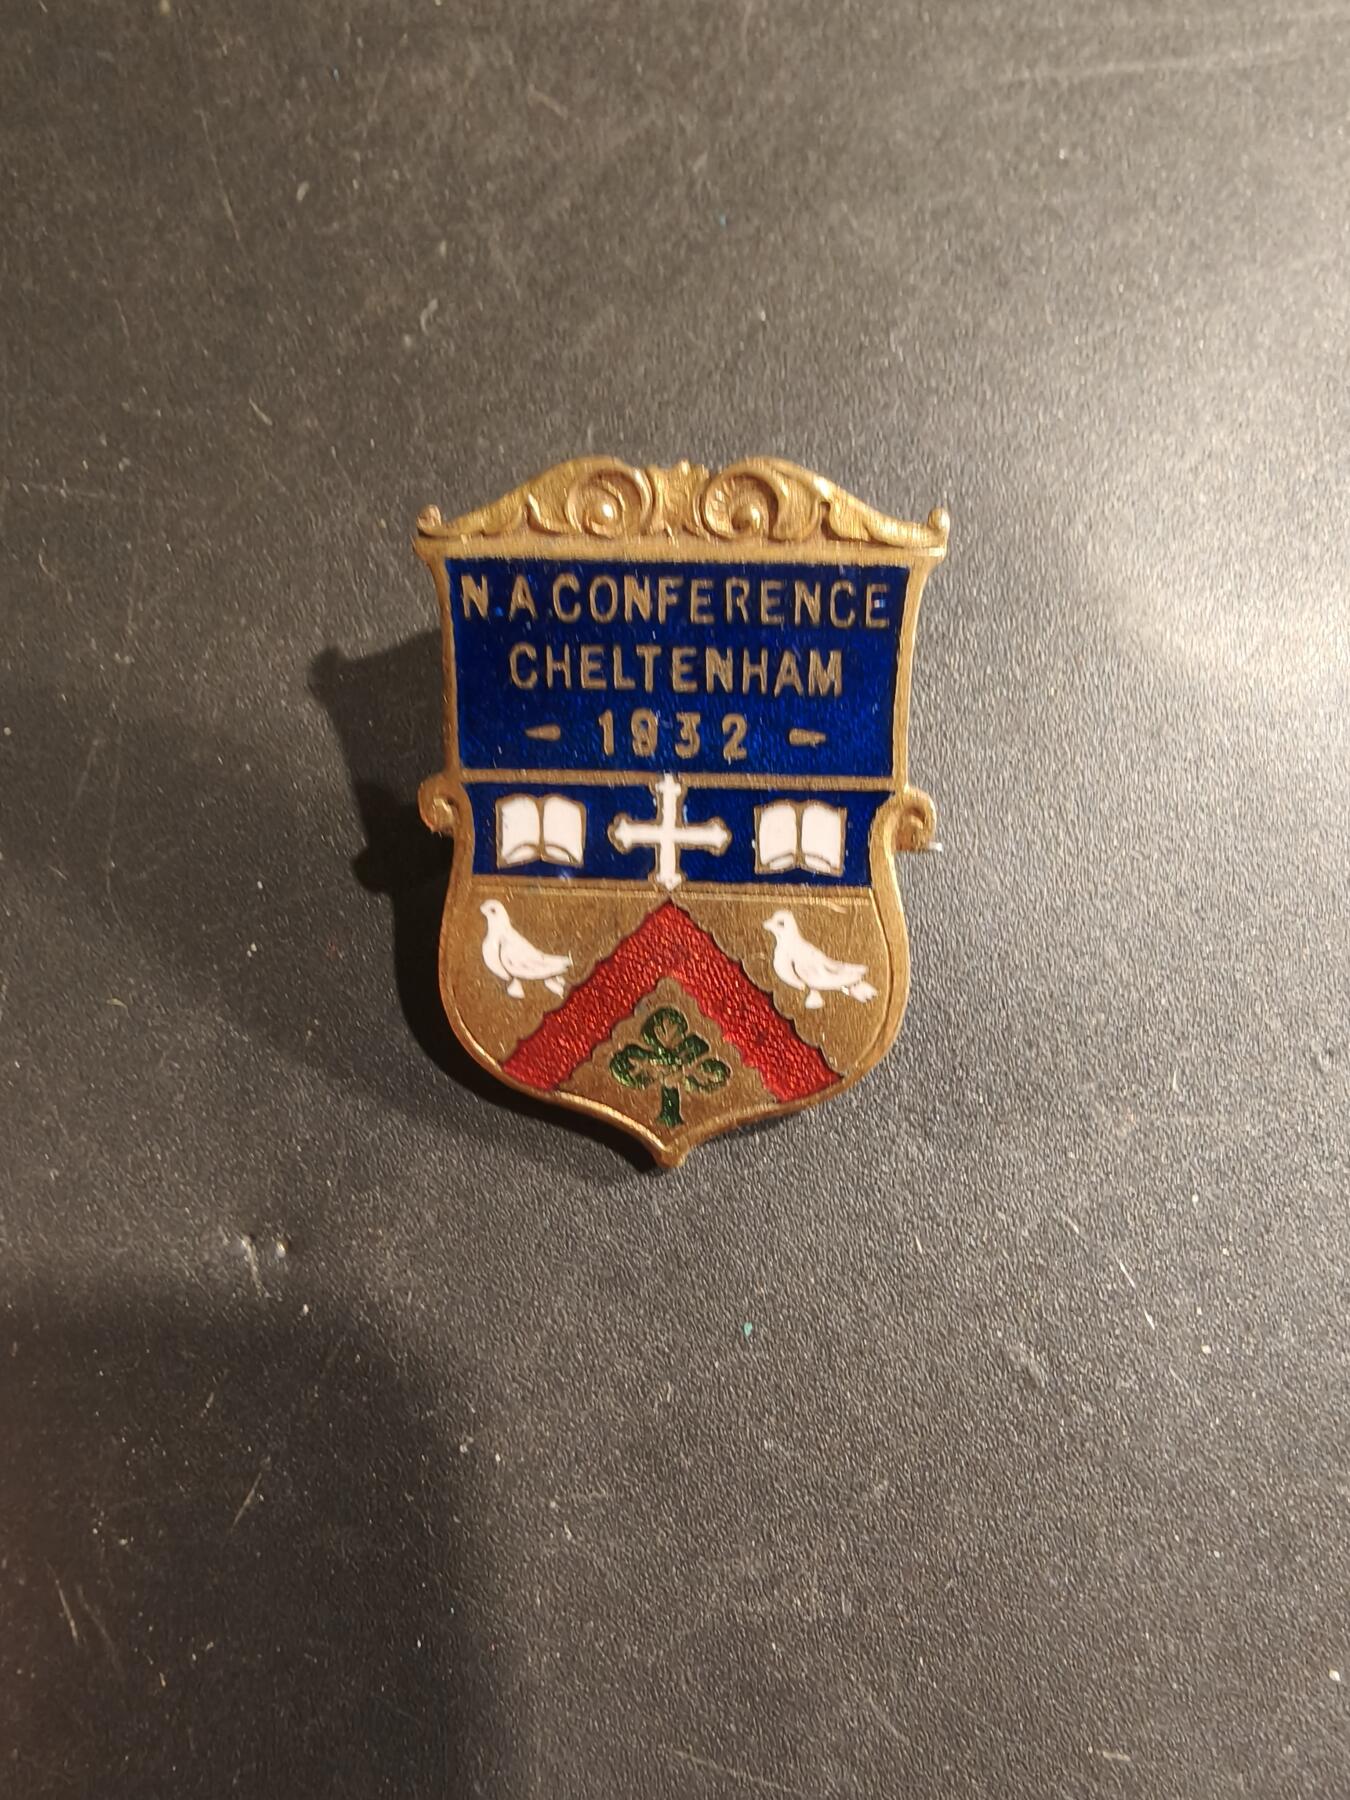 N.A.CONFERENCE
CHELTENHAM
- 1932 -